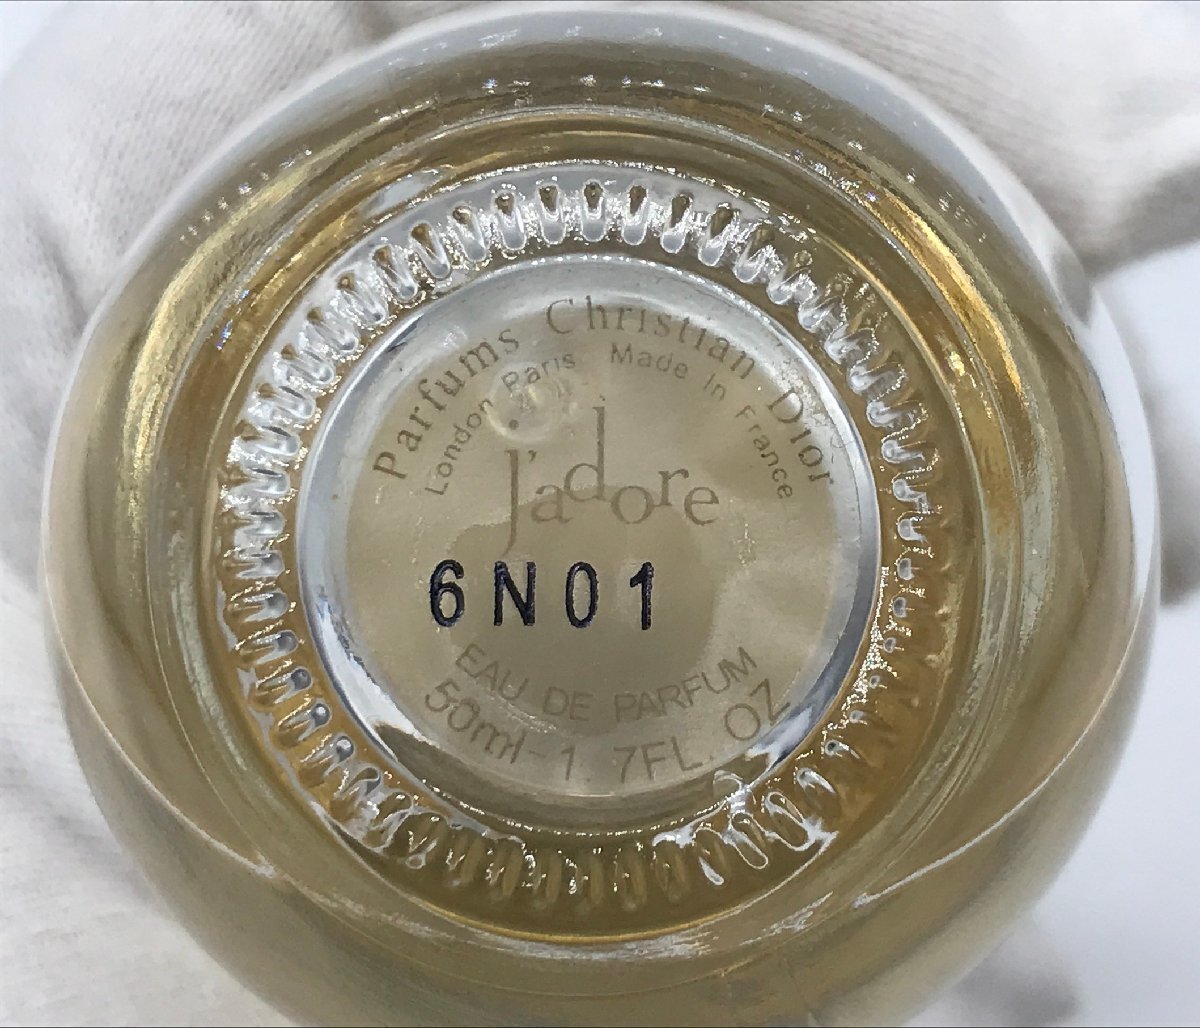 Parfums Christian Dior
London Paris Made In France
j'adore
6N01
EAU DE PARFUM
50ml-1.7FL. OZ